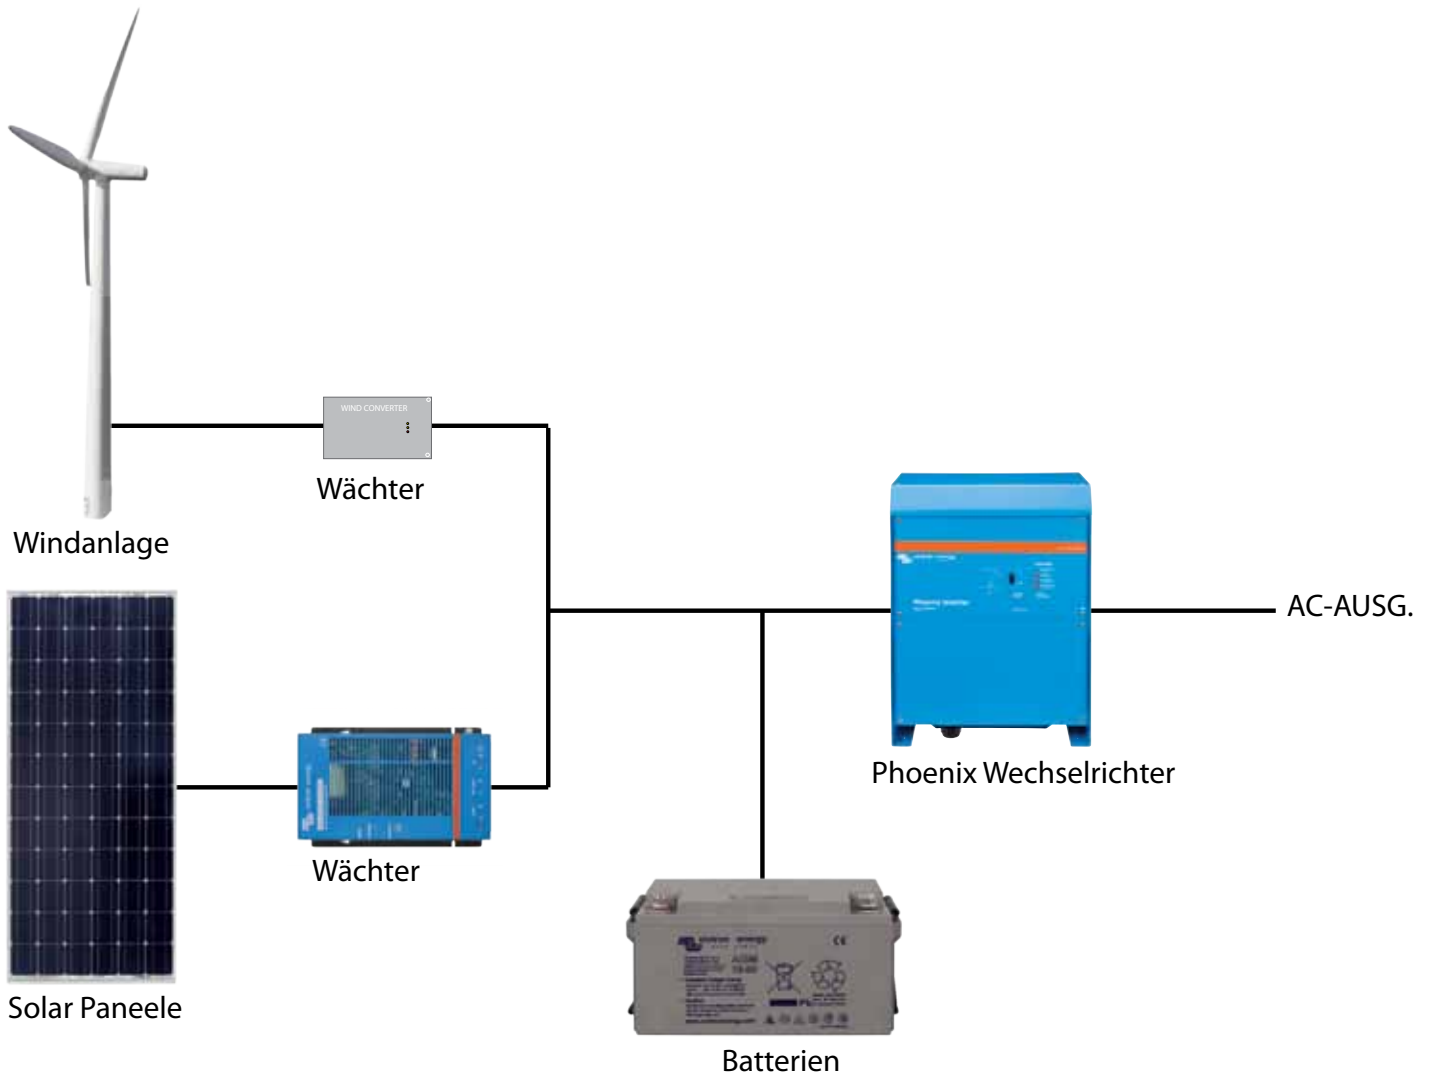 WIND CONVERTER
Wächter
Windanlage
AC-AUSG.
Phoenix Wechselrichter
Wächter
Solar Paneele
Batterien